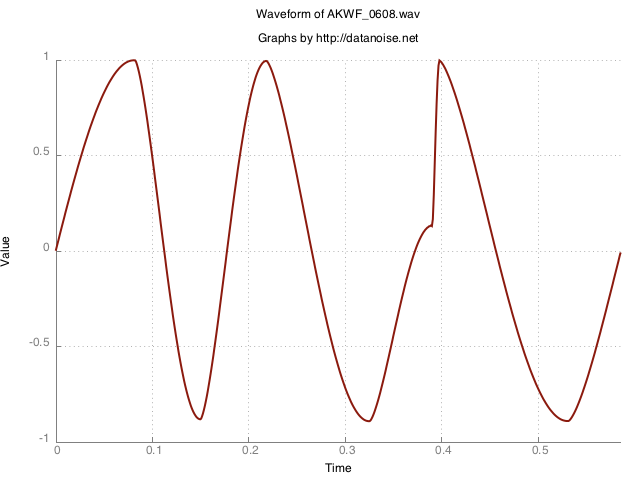 Waveform of AKWF_0608.wav
Graphs by http://datanoise.net
1
0.5
0
-0.5
-1
Value
0 0.1 0.2 0.3 0.4 0.5
Time